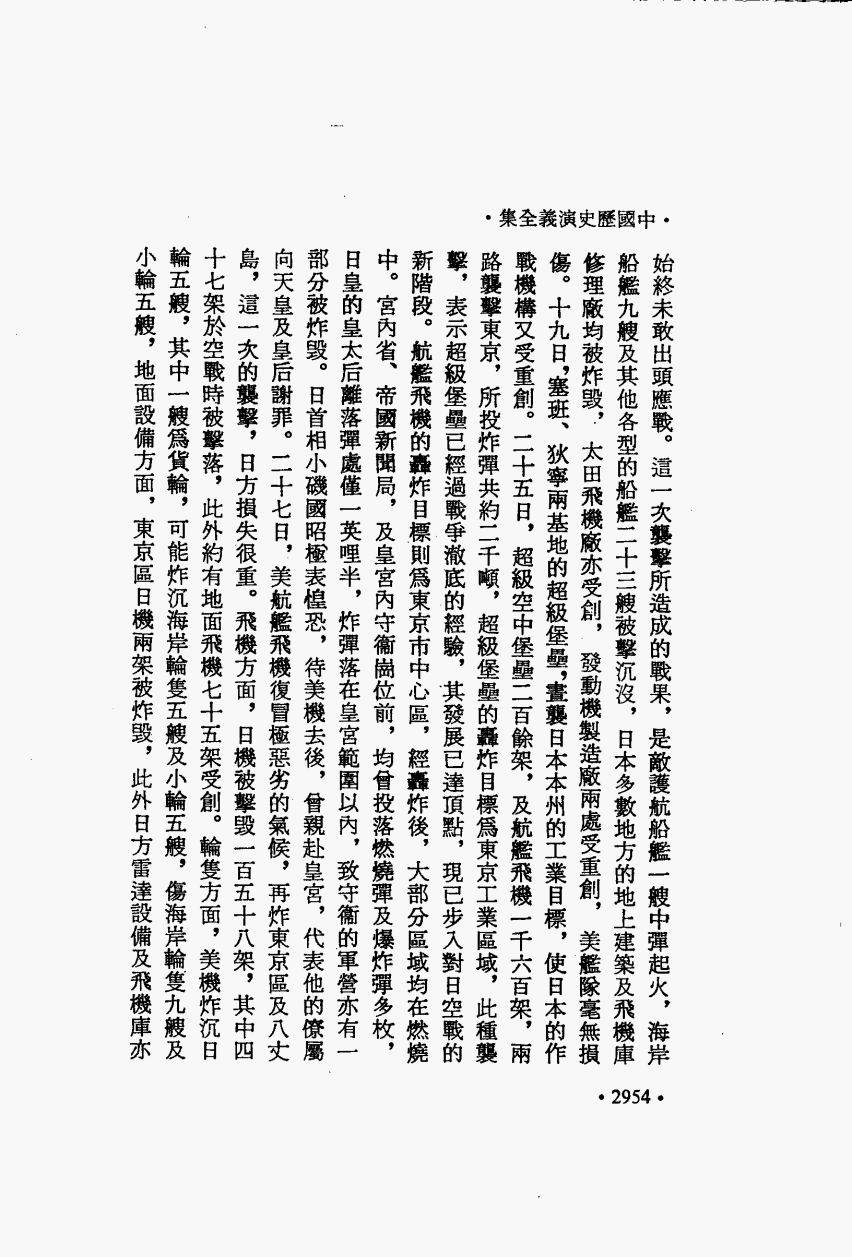 ·中國歷史演義全集·
始終未敢出頭應戰。這一次襲擊所造成的戰果，是敵護航船艦一艘中彈起火，海岸
船艦九艘及其他各型的船艦二十三艘被擊沉沒，日本多數地方的地上建築及飛機庫
修理廠均被炸毀，太田飛機廠亦受創，發動機製造廠兩處受重創，美艦隊毫無損
傷。十九日，塞班、狄寧兩基地的超級堡壘，晝襲日本本州的工業目標，使日本的作
戰機構又受重創。二十五日，超級空中堡壘二百餘架，及航艦飛機一千六百架，兩
路襲擊東京，所投炸彈共約二千噸，超級堡壘的轟炸目標爲東京工業區域，此種襲
擊，表示超級堡壘已經過戰爭澈底的經驗，其發展已達頂點，現已步入對日空戰的
新階段。航艦飛機的轟炸目標則爲東京市中心區，經轟炸後，大部分區域均在燃燒
中。宮內省、帝國新聞局，及皇宮內守衞崗位前，均曾投落燃燒彈及爆炸彈多枚，
日皇的皇太后離落彈處僅一英哩半，炸彈落在皇宮範圍以內，致守衞的軍營亦有一
部分被炸毀。日首相小磯國昭極表惶恐，待美機去後，曾親赴皇宮，代表他的僚屬
向天皇及皇后謝罪。二十七日，美航艦飛機復冒極惡劣的氣候，再炸東京區及八丈
島，這一次的襲擊，日方損失很重。飛機方面，日機被擊毀一百五十八架，其中四
十七架於空戰時被擊落，此外約有地面飛機七十五架受創。輪隻方面，美機炸沉日
輪五艘，其中一艘爲貨輪，可能炸沉海岸輪隻五艘及小輪五艘，傷海岸輪隻九艘及
小輪五艘，地面設備方面，東京區日機兩架被炸毀，此外日方雷達設備及飛機庫亦
·2954·